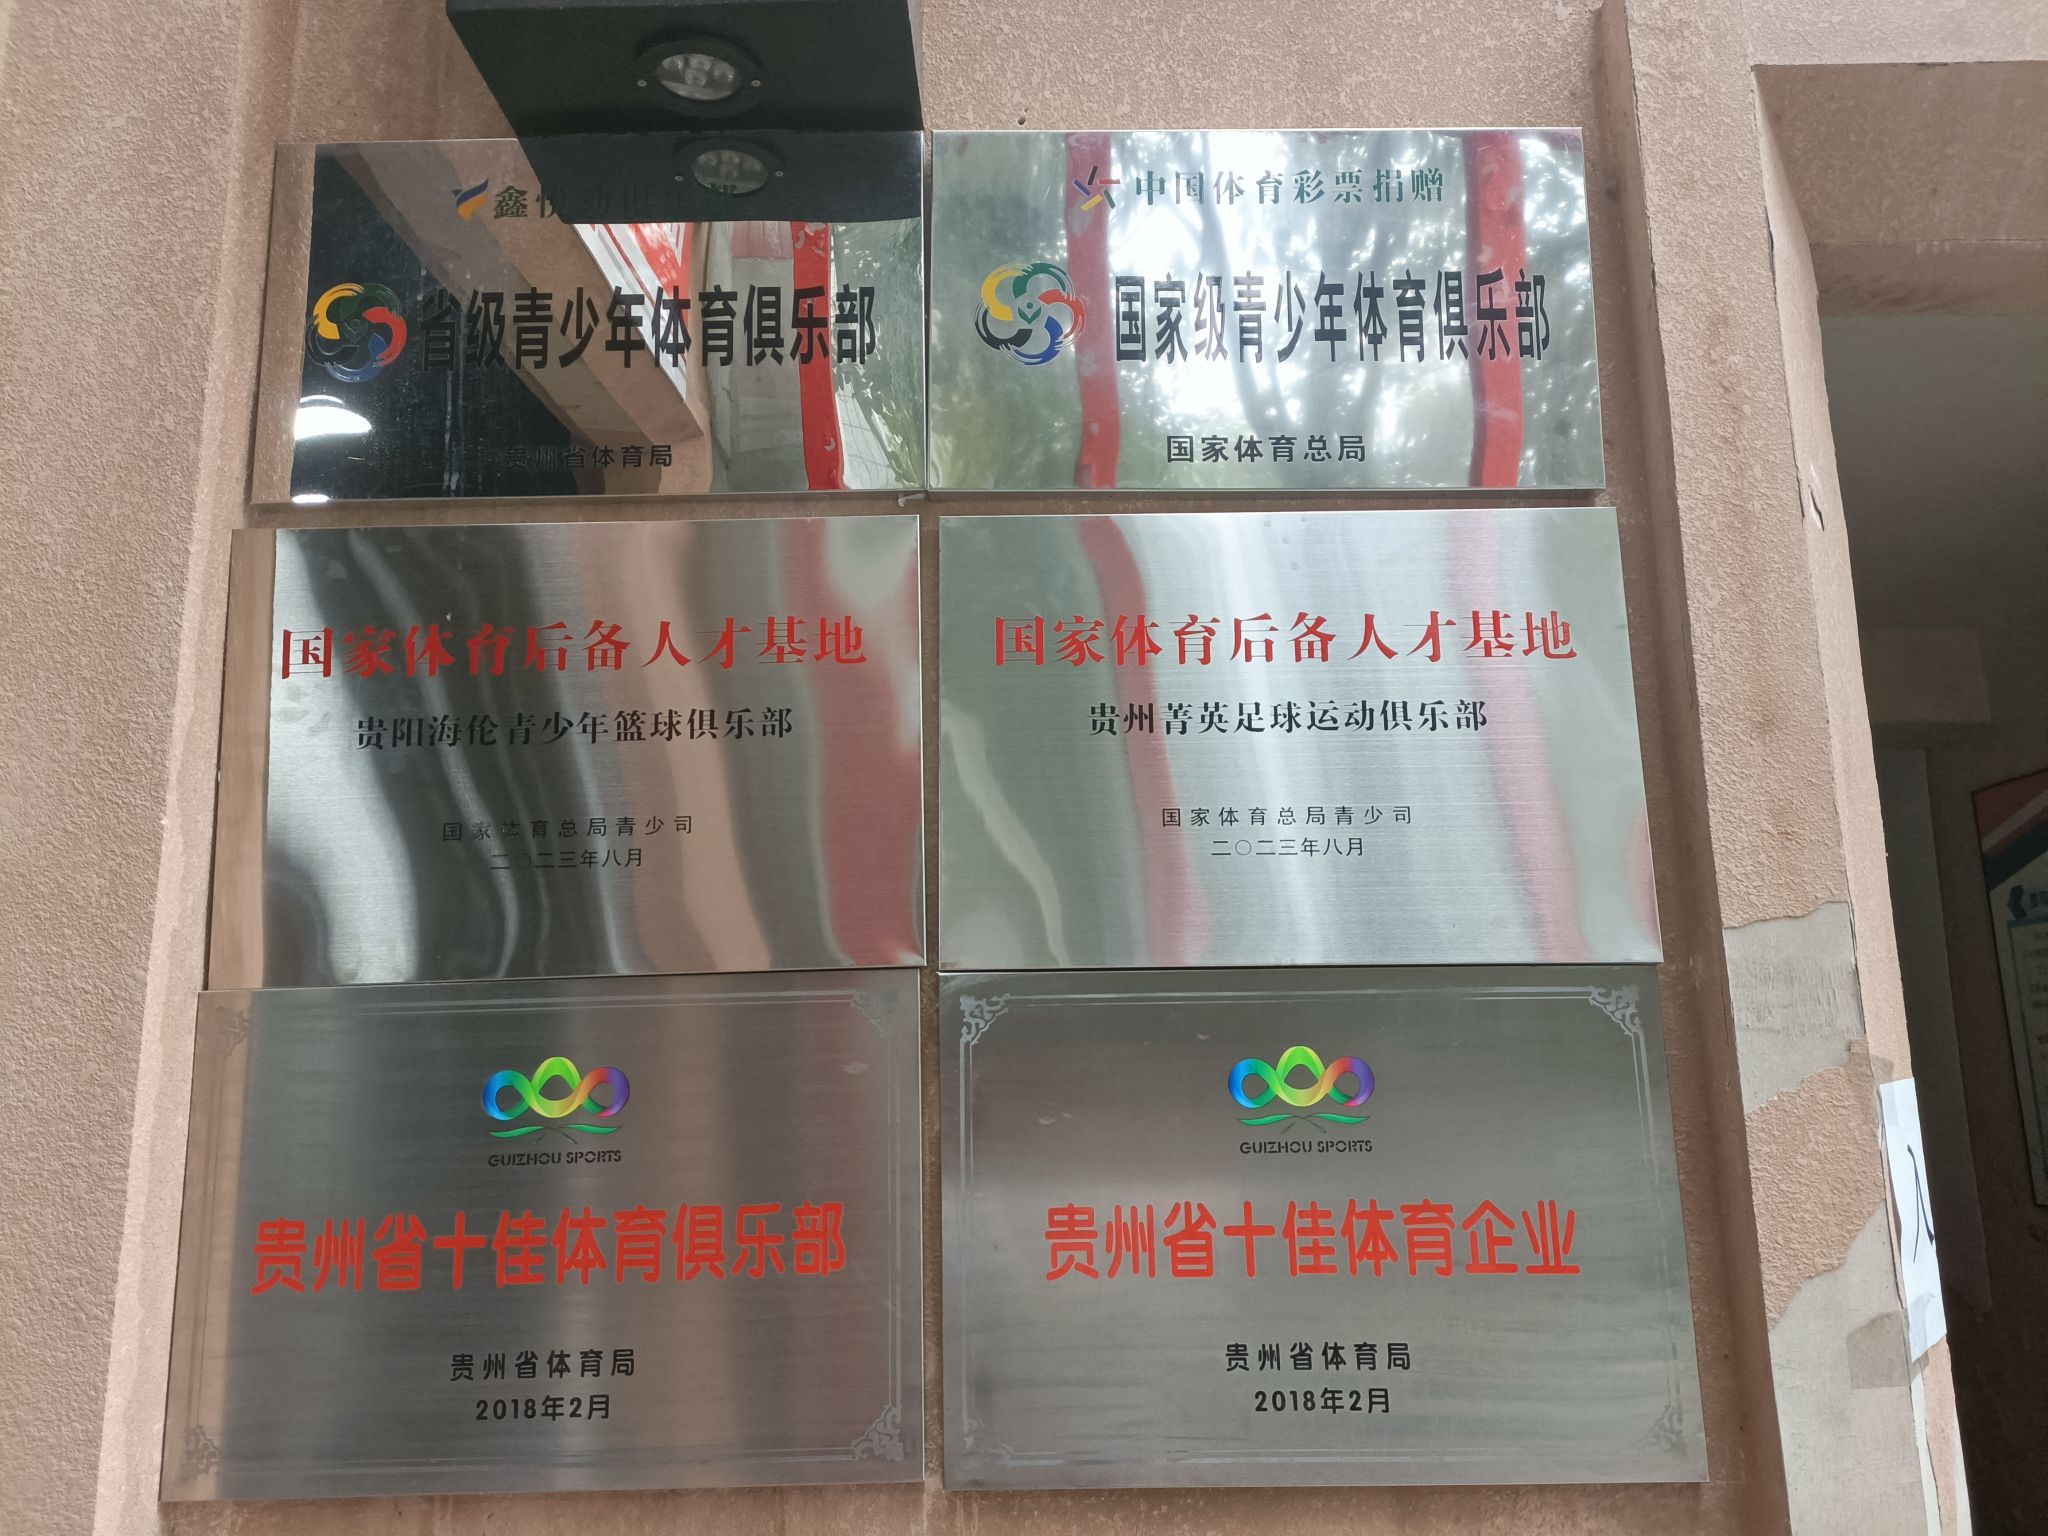 鑫悦
省级青少年体育俱乐部
贵州省体育局
中国体育彩票捐赠
国家级青少年体育俱乐部
国家体育总局
国家体育后备人才基地
贵阳海伦青少年篮球俱乐部
国家体育总局青少司
二〇二三年八月
国家体育后备人才基地
贵州菁英足球运动俱乐部
国家体育总局青少司
二〇二三年八月
GUIZHOU SPORTS
贵州省十佳体育俱乐部
贵州省体育局
2018年2月
GUIZHOU SPORTS
贵州省十佳体育企业
贵州省体育局
2018年2月